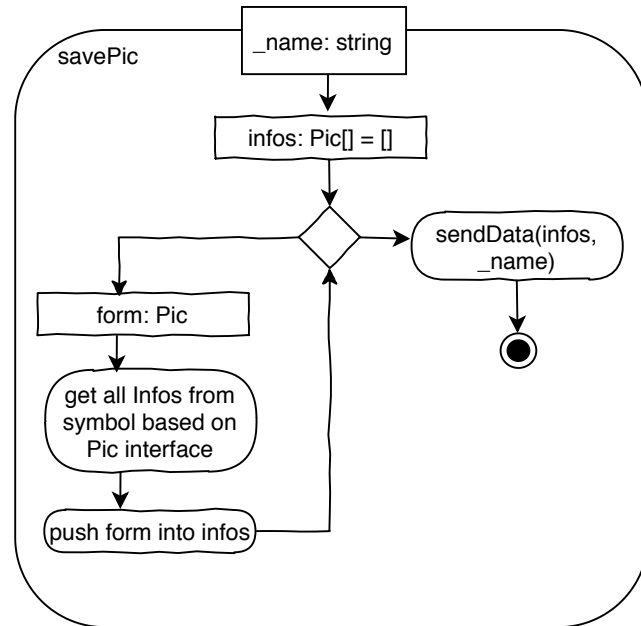 _name: string
savePic
infos: Pic[] = []
sendData(infos,
_name)
form: Pic
get all Infos from
symbol based on
Pic interface
push form into infos